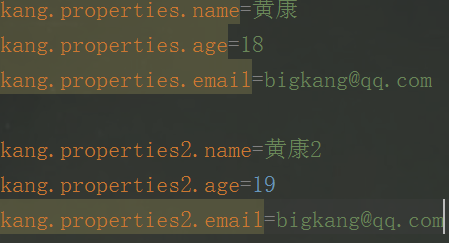 kang.properties.name=黄康
kang.properties.age=18
kang.properties.email=bigkang@qq.com
kang.properties2.name=黄康2
kang.properties2.age=19
kang.properties2.email=bigkang@qq.com